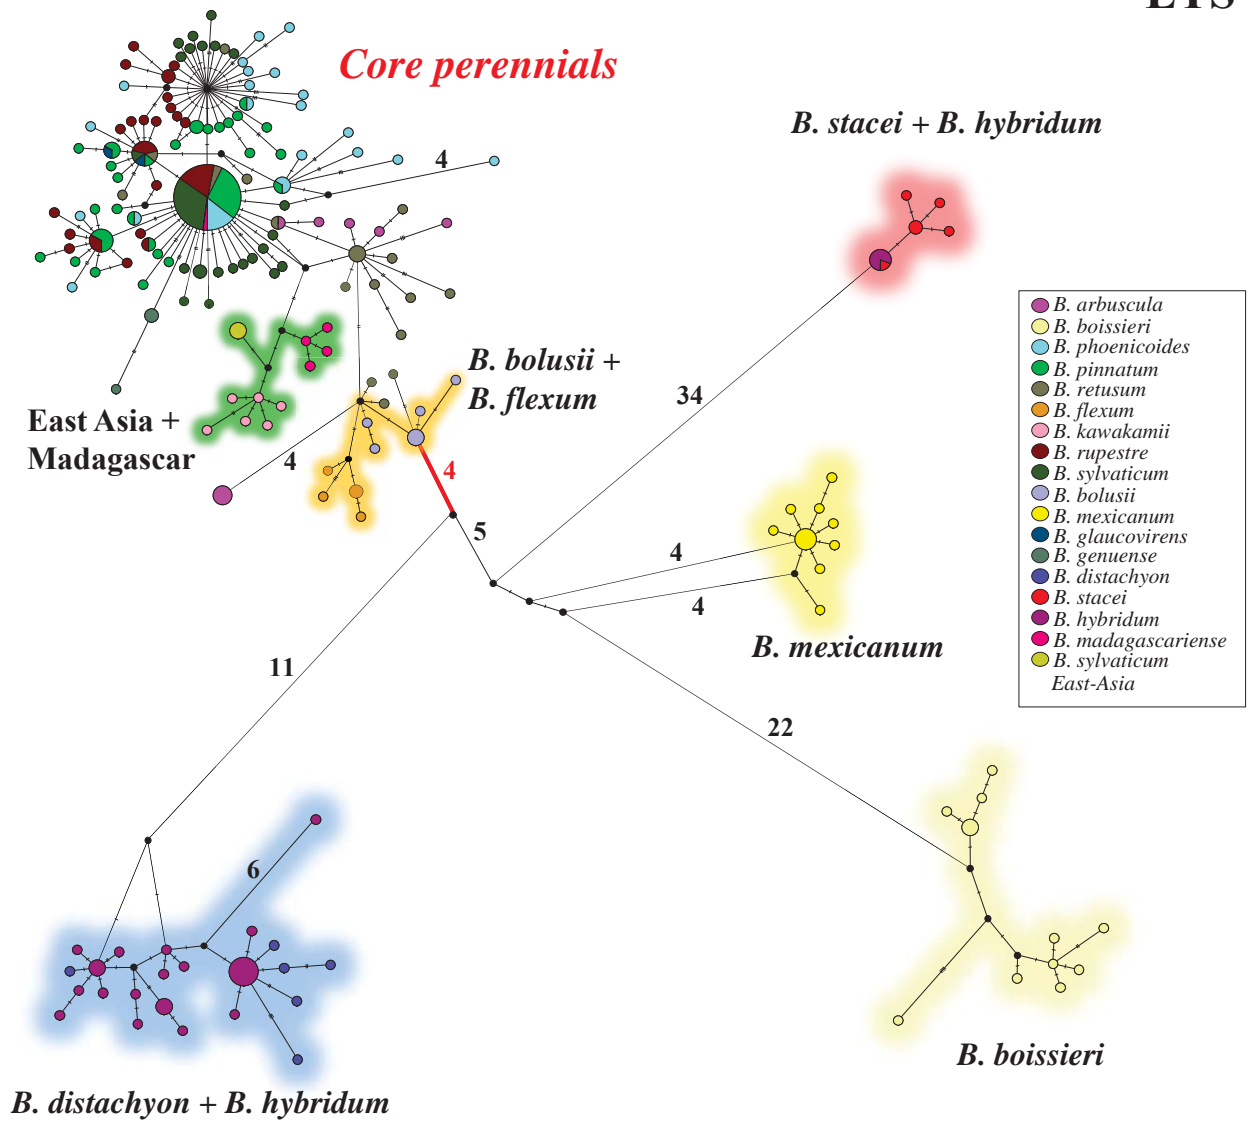 Core perennials
B. stacei + B. hybridum
4
B. arbuscula
B. boissieri
B. phoenicoides
B. pinnatum
B. retusum
B. flexum
B. kawakamii
B. rupestre
B. sylvaticum
B. bolusii
B. mexicanum
B. glaucovirens
B. genuense
B. distachyon
B. stacei
B. hybridum
B. madagascariense
B. sylvaticum
East-Asia
B. bolusii +
B. flexum
34
East Asia +
Madagascar
4
4
5
4
4
B. mexicanum
11
22
6
B. boissieri
B. distachyon + B. hybridum